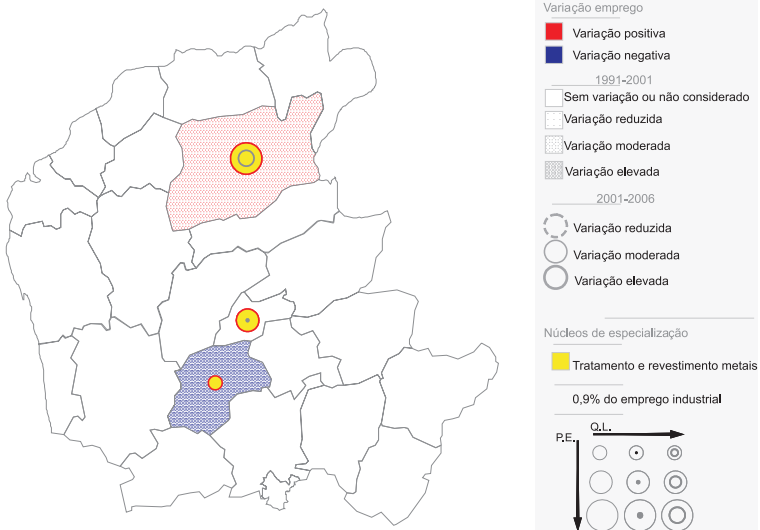 Variação emprego
Variação positiva
Variação negativa
1991-2001
Sem variação ou não considerado
Variação reduzida
Variação moderada
Variação elevada
2001-2006
Variação reduzida
Variação moderada
Variação elevada
Núcleos de especialização
Tratamento e revestimento metais
0,9% do emprego industrial
Q.L.
P.E.